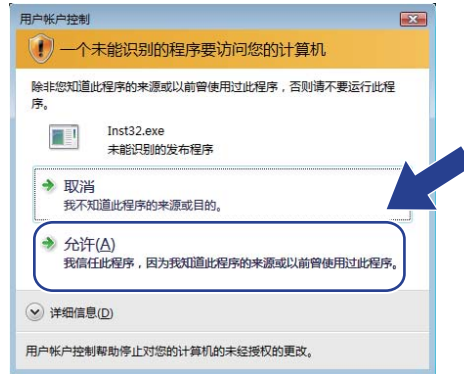 用户帐户控制
一个未能识别的程序要访问您的计算机
除非您知道此程序的来源或以前曾使用过此程序，否则请不要运行此程
序。
Inst32.exe
未能识别的发布程序
取消
我不知道此程序的来源或目的。
允许(A)
我信任此程序，因为我知道此程序的来源或以前曾使用过此程序。
详细信息(D)
用户帐户控制帮助停止对您的计算机的未经授权的更改。